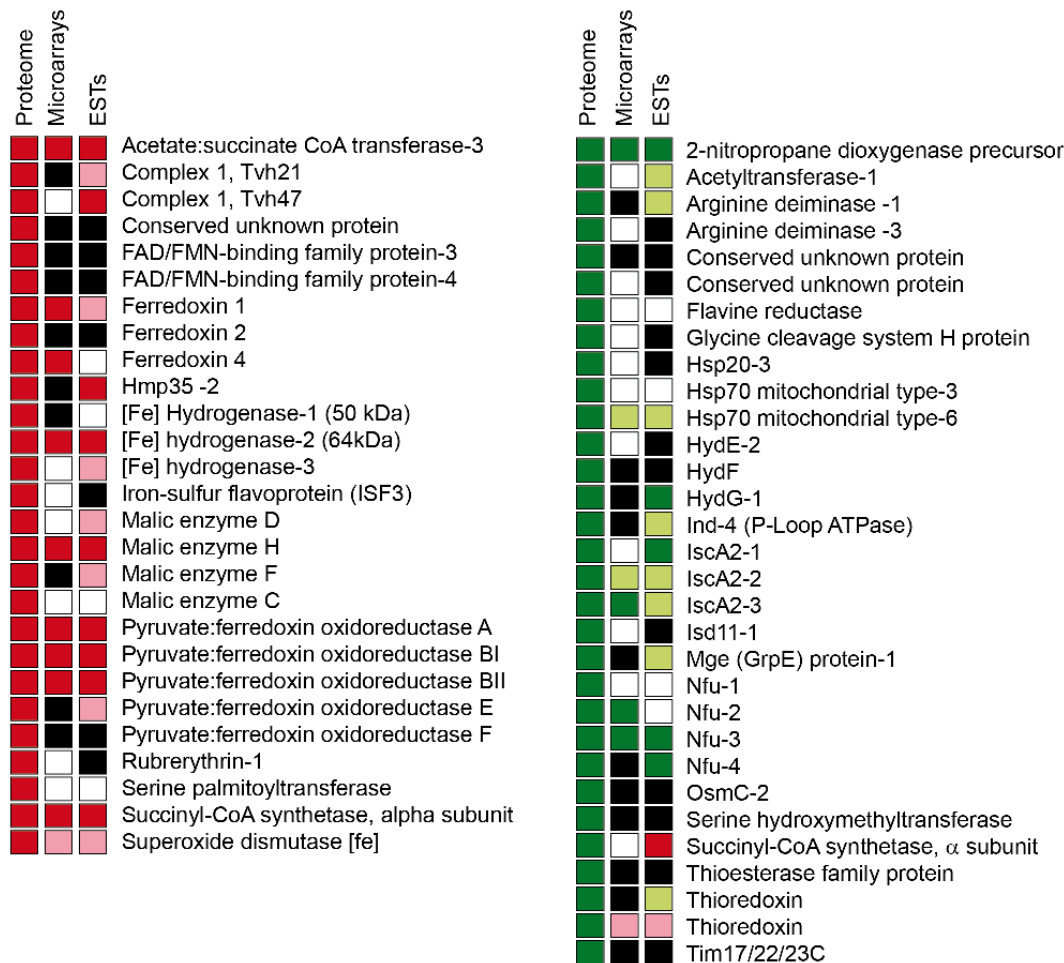 Proteome
Microarrays
ESTs
Acetate:succinate CoA transferase-3
Complex 1, Tvh21
Complex 1, Tvh47
Conserved unknown protein
FAD/FMN-binding family protein-3
FAD/FMN-binding family protein-4
Ferredoxin 1
Ferredoxin 2
Ferredoxin 4
Hmp35 -2
[Fe] Hydrogenase-1 (50 kDa)
[Fe] hydrogenase-2 (64kDa)
[Fe] hydrogenase-3
Iron-sulfur flavoprotein (ISF3)
Malic enzyme D
Malic enzyme H
Malic enzyme F
Malic enzyme C
Pyruvate:ferredoxin oxidoreductase A
Pyruvate:ferredoxin oxidoreductase BI
Pyruvate:ferredoxin oxidoreductase BII
Pyruvate:ferredoxin oxidoreductase E
Pyruvate:ferredoxin oxidoreductase F
Rubrerythrin-1
Serine palmitoyltransferase
Succinyl-CoA synthetase, alpha subunit
Superoxide dismutase [fe]
Proteome
Microarrays
ESTs
2-nitropropane dioxygenase precursor
Acetyltransferase-1
Arginine deiminase -1
Arginine deiminase -3
Conserved unknown protein
Conserved unknown protein
Flavine reductase
Glycine cleavage system H protein
Hsp20-3
Hsp70 mitochondrial type-3
Hsp70 mitochondrial type-6
HydE-2
HydF
HydG-1
Ind-4 (P-Loop ATPase)
IscA2-1
IscA2-2
IscA2-3
Isd11-1
Mge (GrpE) protein-1
Nfu-1
Nfu-2
Nfu-3
Nfu-4
OsmC-2
Serine hydroxymethyltransferase
Succinyl-CoA synthetase, α subunit
Thioesterase family protein
Thioredoxin
Thioredoxin
Tim17/22/23C